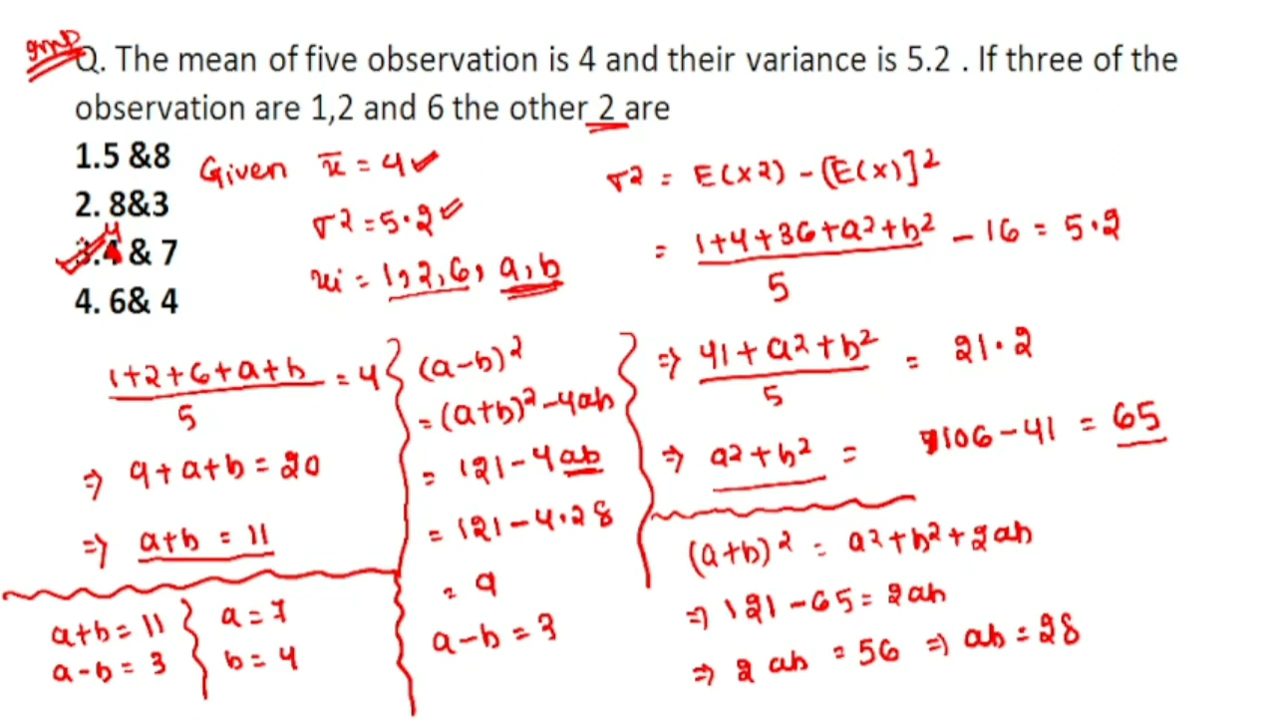 Imp
Q. The mean of five observation is 4 and their variance is 5.2 . If three of the
observation are 1,2 and 6 the other 2 are
1.5 &8
2. 8&3
3.4 & 7
4
4. 6& 4
Given x̄ = 4 ✓
σ² = 5.2 ✓
xi = 1, 2, 6, a, b
σ² = E(x2) - [E(x)]²
= (1+4+36+a²+b²)/5 - 16 = 5.2
⇒ (41+a²+b²)/5 = 21.2
⇒ a²+b² = 106-41 = 65
(a+b)² = a²+b²+2ab
⇒ 121-65 = 2ab
⇒ 2ab = 56 ⇒ ab = 28
(1+2+6+a+b)/5 = 4
⇒ 9+a+b = 20
⇒ a+b = 11
(a-b)²
= (a+b)²-4ab
= 121-4ab
= 121-4.28
= 9
a-b = 3
a+b = 11
a-b = 3
a = 7
b = 4